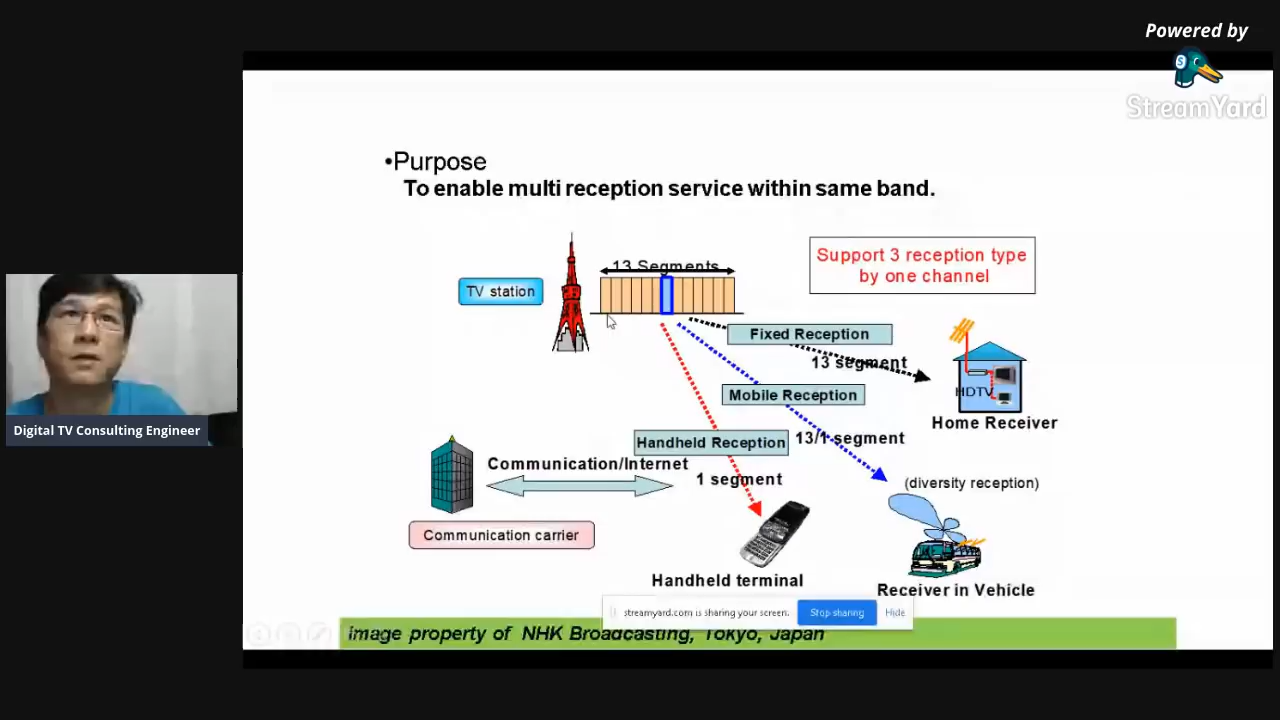 Powered by
S
StreamYard
•Purpose
To enable multi reception service within same band.
13 Segments
Support 3 reception type
by one channel
TV station
Fixed Reception
13 segment
HDTV
Mobile Reception
Home Receiver
Handheld Reception
13/1 segment
Communication/Internet
1 segment
(diversity reception)
Digital TV Consulting Engineer
Communication carrier
Handheld terminal
Receiver in Vehicle
streamyard.com is sharing your screen.
Stop sharing
Hide
Image property of NHK Broadcasting, Tokyo, Japan